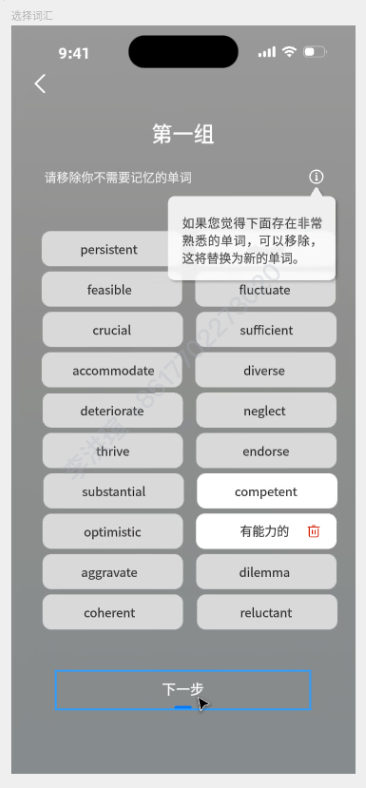 选择词汇
9:41
第一组
请移除你不需要记忆的单词
如果您觉得下面存在非常
熟悉的单词，可以移除，
这将替换为新的单词。
persistent
feasible
fluctuate
crucial
sufficient
accommodate
diverse
deteriorate
neglect
thrive
endorse
substantial
competent
optimistic
有能力的
aggravate
dilemma
coherent
reluctant
下一步